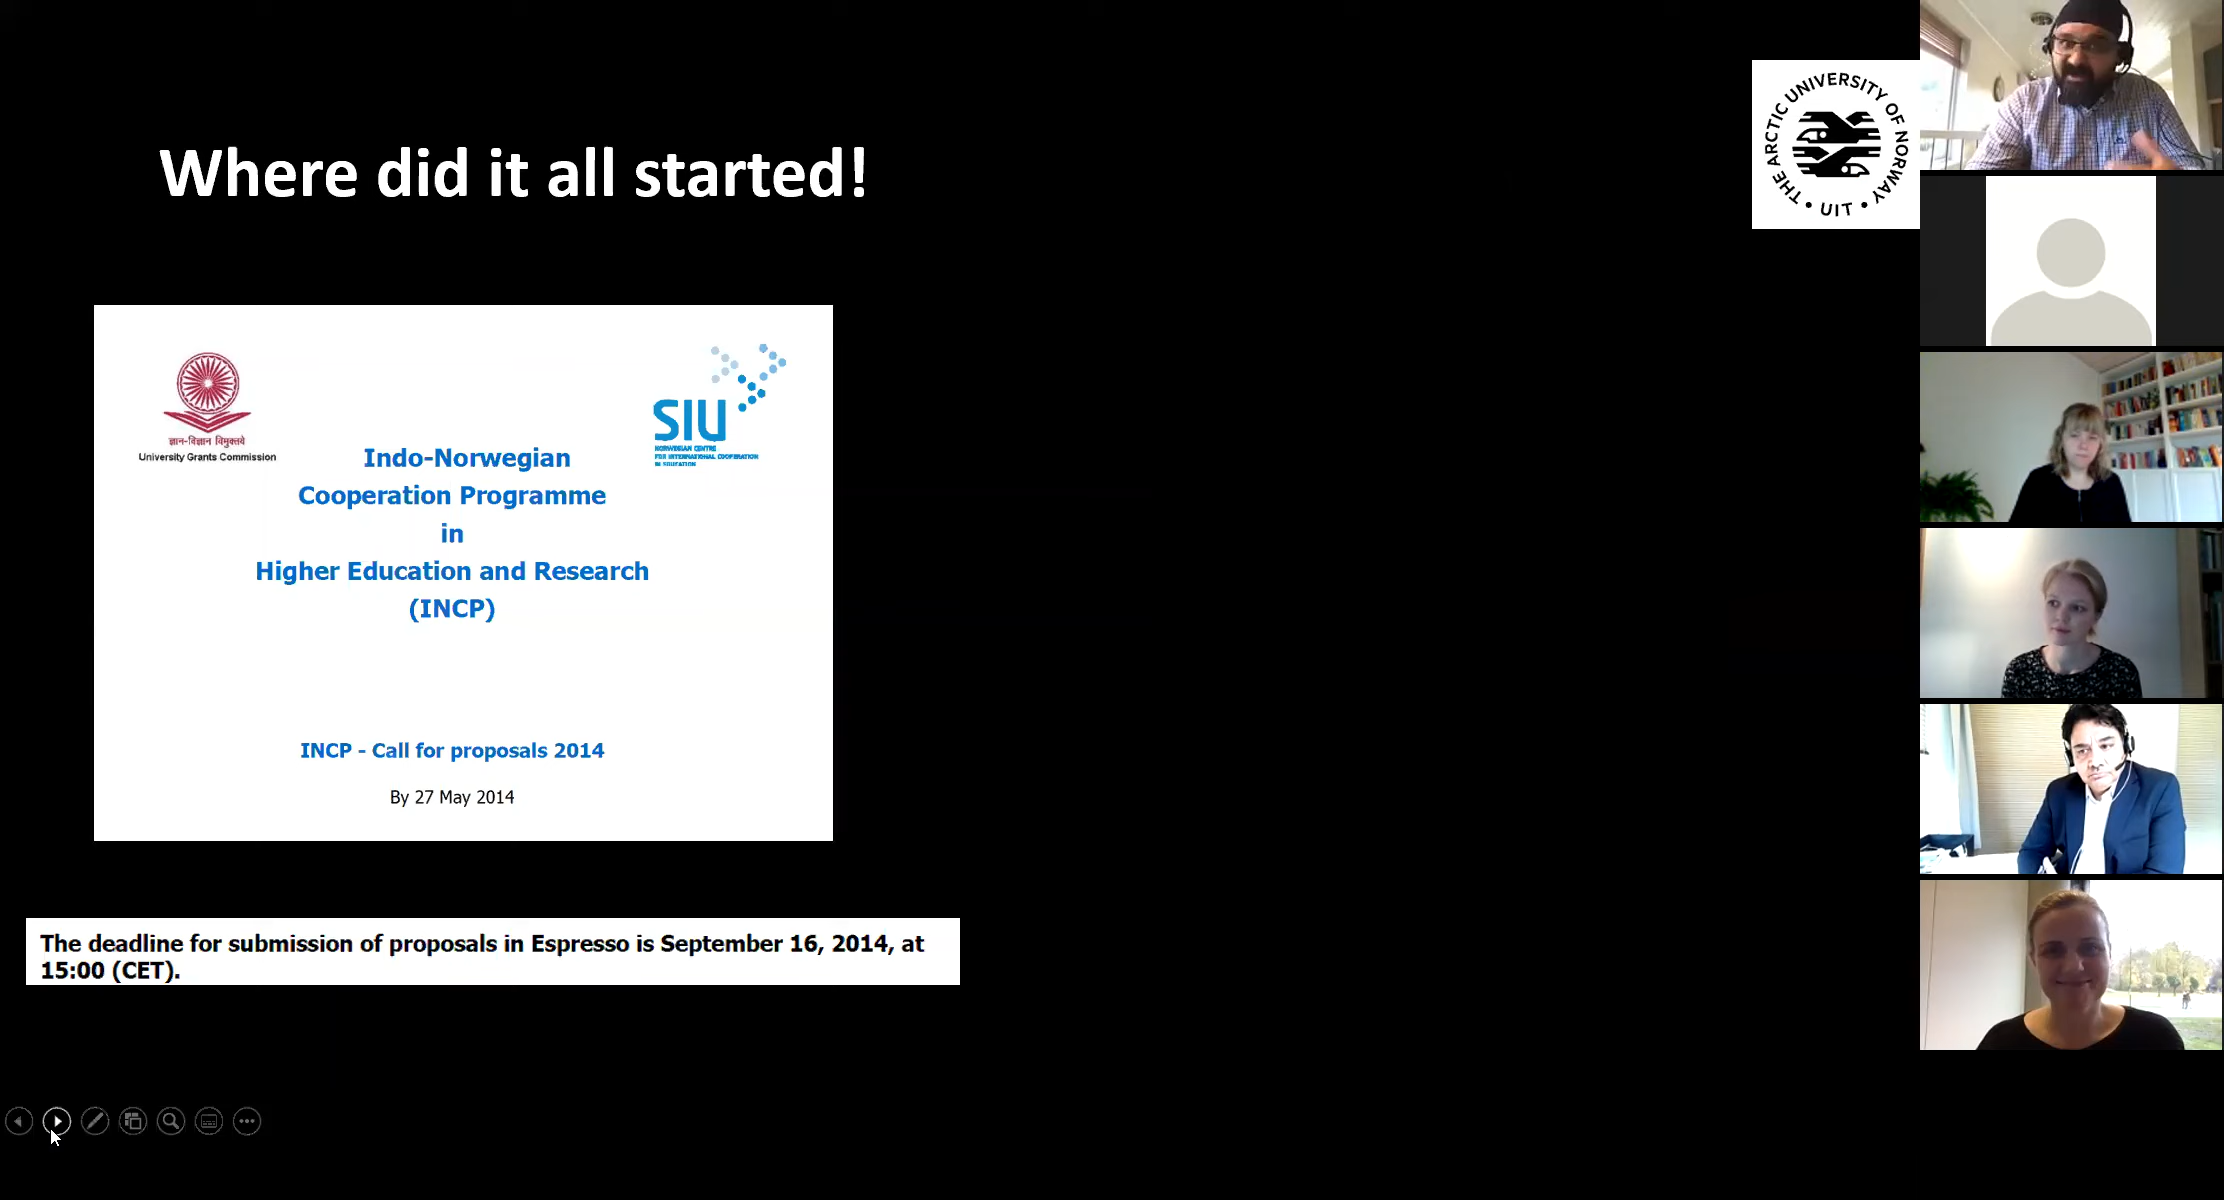 Where did it all started!
THE ARCTIC UNIVERSITY OF NORWAY
• UIT •
ज्ञान-विज्ञान विमुक्तये
University Grants Commission
SIU
NORWEGIAN CENTRE
FOR INTERNATIONAL COOPERATION
IN EDUCATION
Indo-Norwegian
Cooperation Programme
in
Higher Education and Research
(INCP)
INCP - Call for proposals 2014
By 27 May 2014
The deadline for submission of proposals in Espresso is September 16, 2014, at
15:00 (CET).